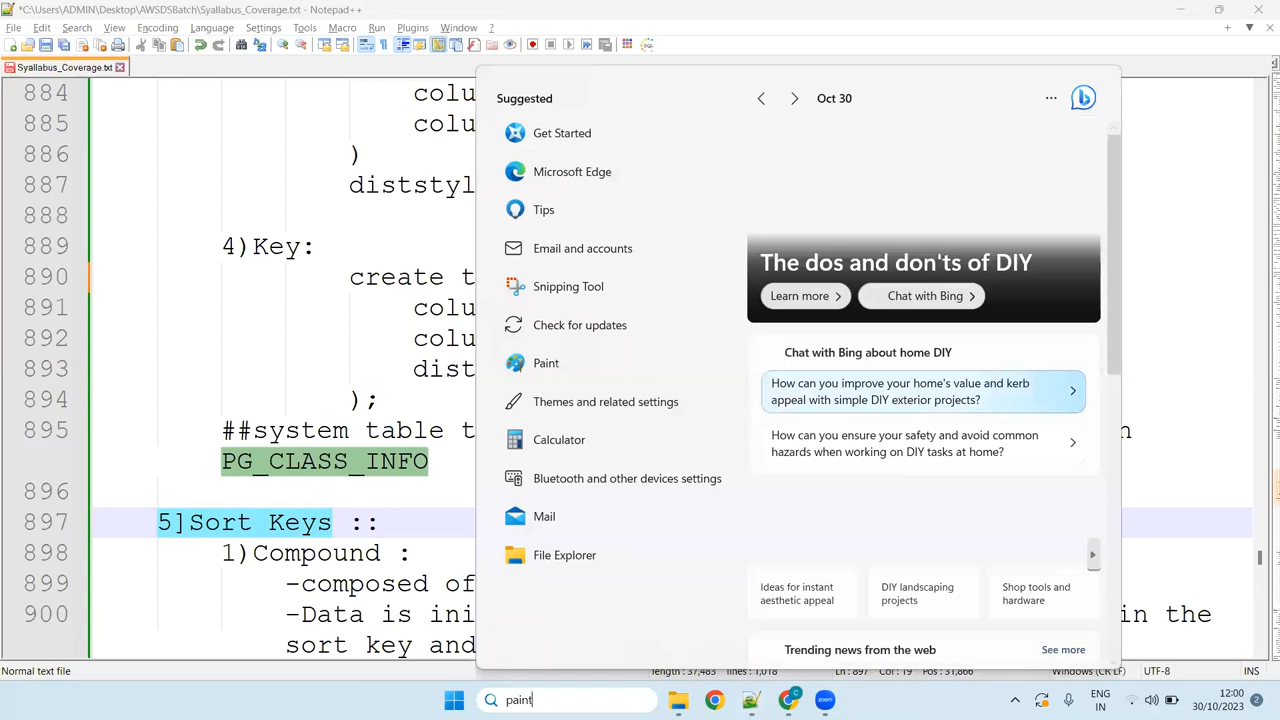 *C:\Users\ADMIN\Desktop\AWSDSBatch\Syallabus_Coverage.txt - Notepad++
File Edit Search View Encoding Language Settings Tools Macro Run Plugins Window ?
Syallabus_Coverage.txt
884 colu
885 colu
886 )
887 diststyl
888
889 4)Key:
890 create t
891 colu
892 colu
893 dist
894 );
895 ##system table t n
PG_CLASS_INFO
896
897 5]Sort Keys ::
898 1)Compound :
899 -composed of
900 -Data is ini in the
sort key and
Suggested
Get Started
Microsoft Edge
Tips
Email and accounts
Snipping Tool
Check for updates
Paint
Themes and related settings
Calculator
Bluetooth and other devices settings
Mail
File Explorer
Oct 30
The dos and don'ts of DIY
Learn more
Chat with Bing
Chat with Bing about home DIY
How can you improve your home's value and kerb
appeal with simple DIY exterior projects?
How can you ensure your safety and avoid common
hazards when working on DIY tasks at home?
Ideas for instant
aesthetic appeal
DIY landscaping
projects
Shop tools and
hardware
Trending news from the web
See more
Normal text file length : 37,483 lines : 1,018 Ln : 897 Col : 19 Pos : 31,866 Windows (CR LF) UTF-8 INS
paint
ENG
IN
12:00
30/10/2023
2